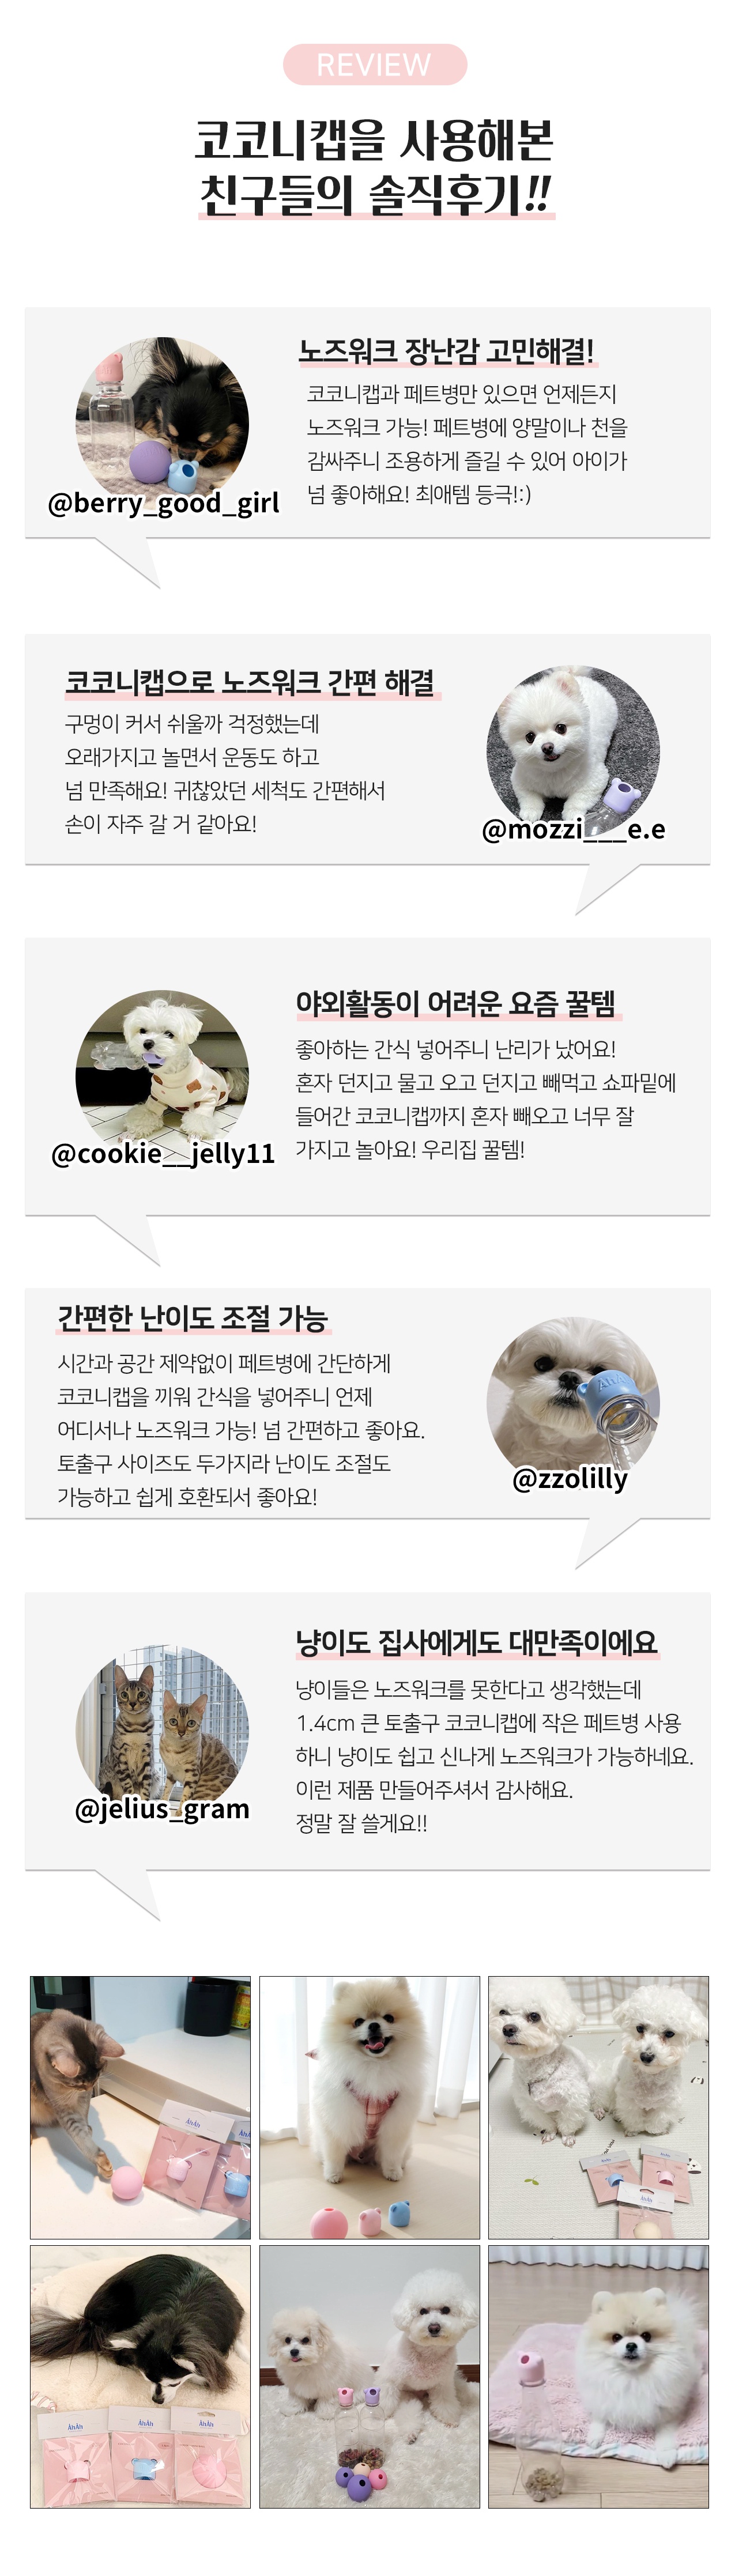 REVIEW
코코니캡을 사용해본
친구들의 솔직후기!!
노즈워크 장난감 고민해결!
코코니캡과 페트병만 있으면 언제든지
노즈워크 가능! 페트병에 양말이나 천을
감싸주니 조용하게 즐길 수 있어 아이가
넘 좋아해요! 최애템 등극!:)
@berry_good_girl
코코니캡으로 노즈워크 간편 해결
구멍이 커서 쉬울까 걱정했는데
오래가지고 놀면서 운동도 하고
넘 만족해요! 귀찮았던 세척도 간편해서
손이 자주 갈 거 같아요!
@mozzi___e.e
야외활동이 어려운 요즘 꿀템
좋아하는 간식 넣어주니 난리가 났어요!
혼자 던지고 물고 오고 던지고 빼먹고 쇼파밑에
들어간 코코니캡까지 혼자 빼오고 너무 잘
가지고 놀아요! 우리집 꿀템!
@cookie__jelly11
간편한 난이도 조절 가능
시간과 공간 제약없이 페트병에 간단하게
코코니캡을 끼워 간식을 넣어주니 언제
어디서나 노즈워크 가능! 넘 간편하고 좋아요.
토출구 사이즈도 두가지라 난이도 조절도
가능하고 쉽게 호환되서 좋아요!
@zzolilly
냥이도 집사에게도 대만족이에요
냥이들은 노즈워크를 못한다고 생각했는데
1.4cm 큰 토출구 코코니캡에 작은 페트병 사용
하니 냥이도 쉽고 신나게 노즈워크가 가능하네요.
이런 제품 만들어주셔서 감사해요.
정말 잘 쓸게요!!
@jelius_gram